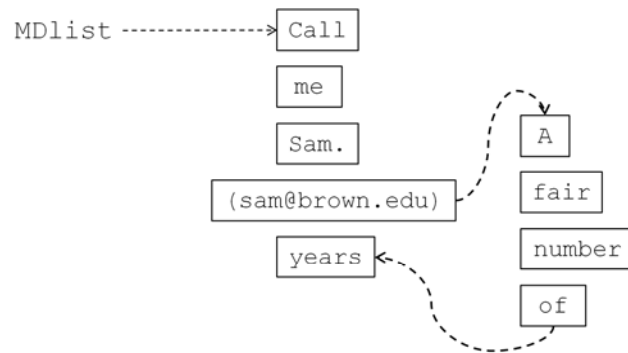 MDlist
Call
me
Sam.
(sam@brown.edu)
years
A
fair
number
of